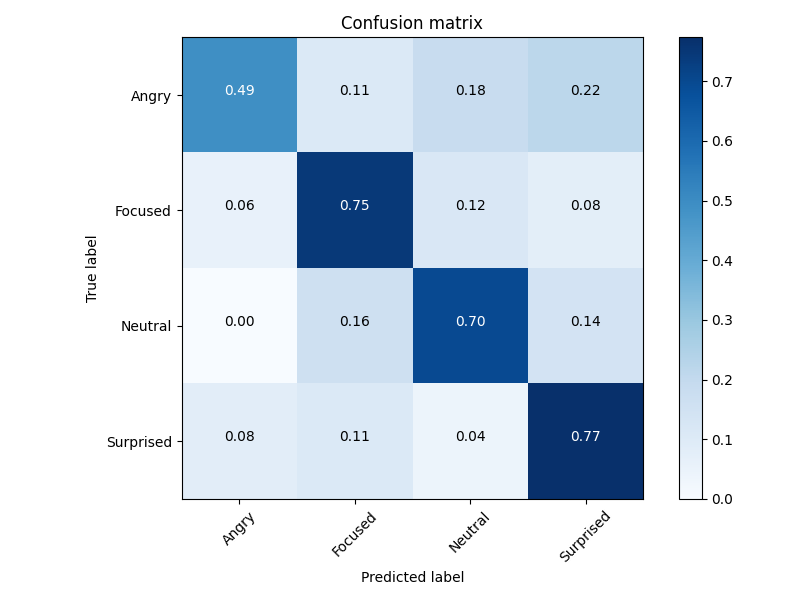 Confusion matrix
Angry 0.49 0.11 0.18 0.22
Focused 0.06 0.75 0.12 0.08
Neutral 0.00 0.16 0.70 0.14
Surprised 0.08 0.11 0.04 0.77
True label
Angry Focused Neutral Surprised
Predicted label
0.7
0.6
0.5
0.4
0.3
0.2
0.1
0.0